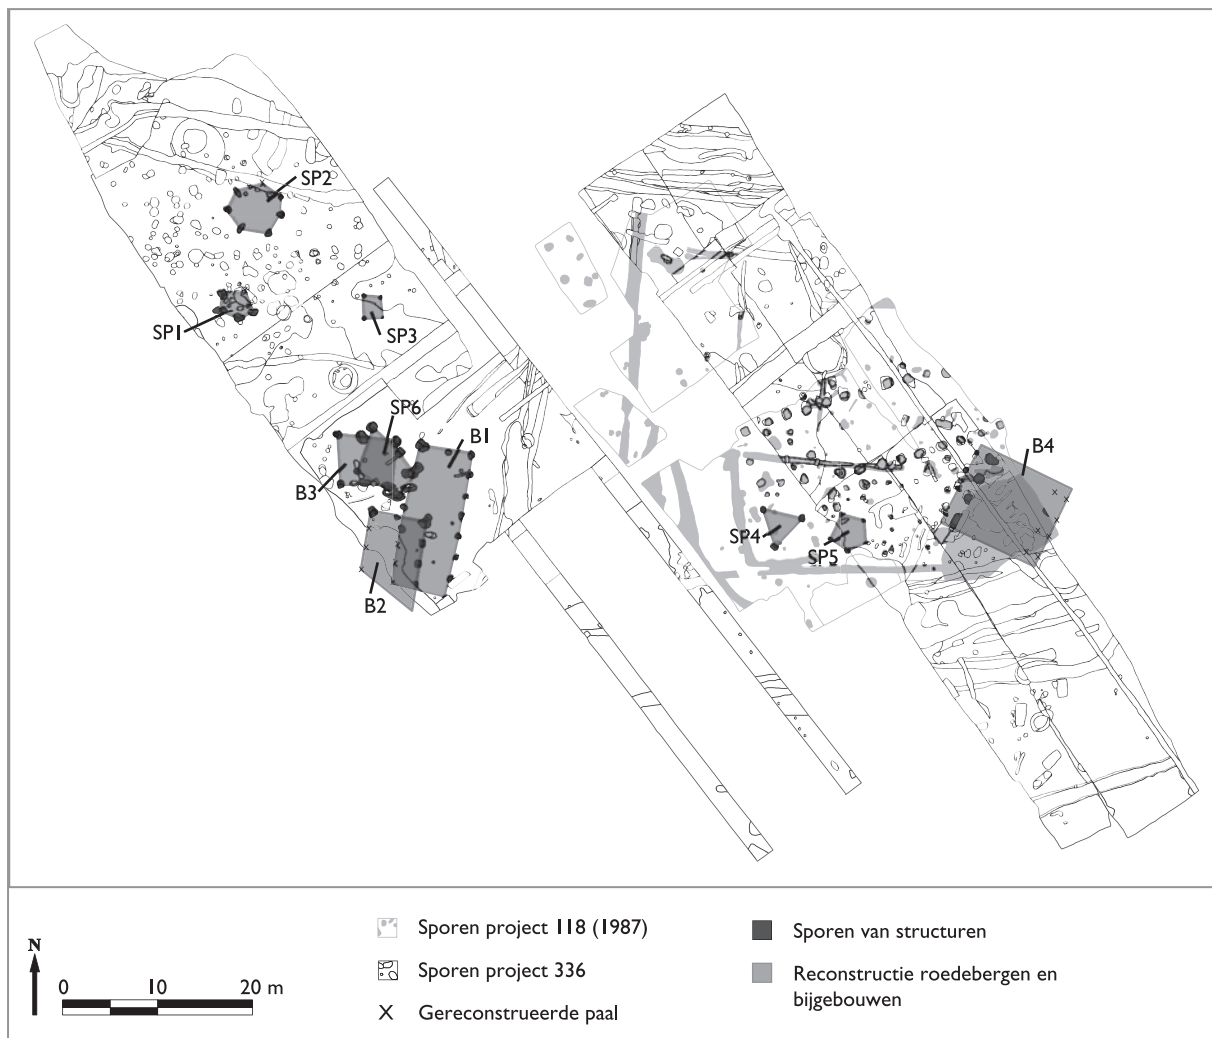 SP2
SP1
SP3
SP6
B1
B3
B4
SP4
SP5
B2
N
0 10 20 m
Sporen project 118 (1987)
Sporen project 336
X Gereconstrueerde paal
Sporen van structuren
Reconstructie roedebergen en
bijgebouwen